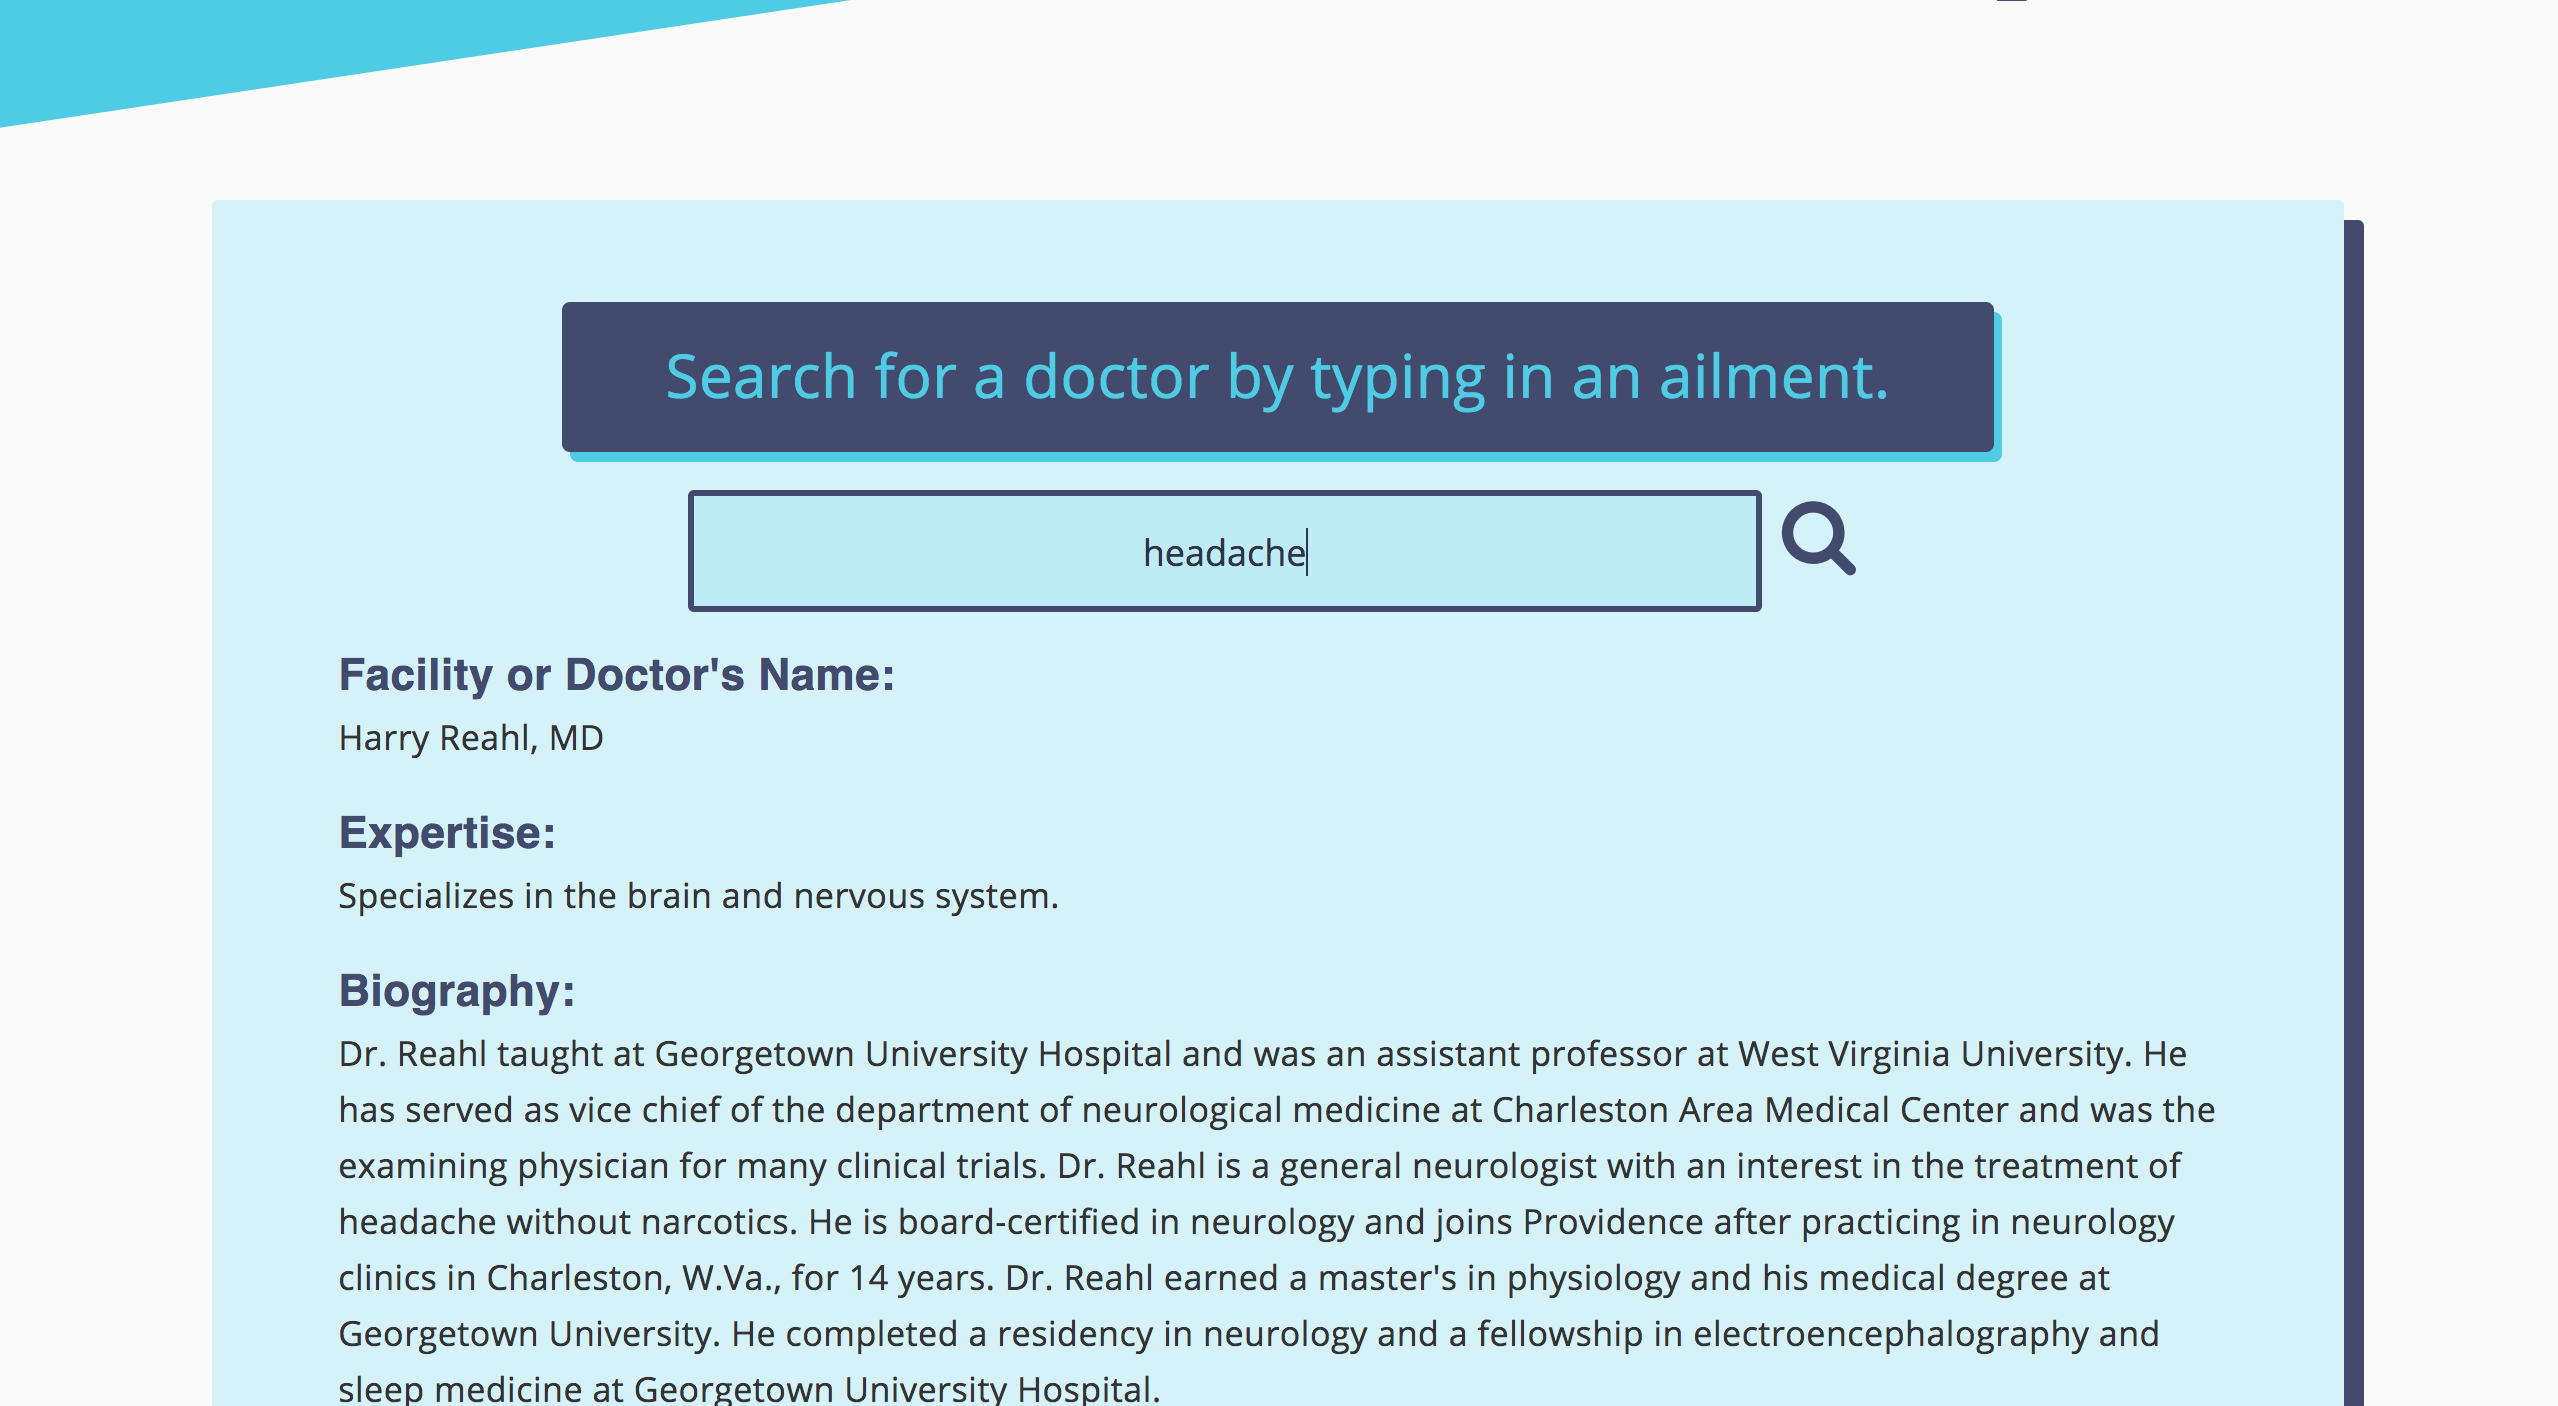 Search for a doctor by typing in an ailment.
headache
Facility or Doctor's Name:
Harry Reahl, MD
Expertise:
Specializes in the brain and nervous system.
Biography:
Dr. Reahl taught at Georgetown University Hospital and was an assistant professor at West Virginia University. He
has served as vice chief of the department of neurological medicine at Charleston Area Medical Center and was the
examining physician for many clinical trials. Dr. Reahl is a general neurologist with an interest in the treatment of
headache without narcotics. He is board-certified in neurology and joins Providence after practicing in neurology
clinics in Charleston, W.Va., for 14 years. Dr. Reahl earned a master's in physiology and his medical degree at
Georgetown University. He completed a residency in neurology and a fellowship in electroencephalography and
sleep medicine at Georgetown University Hospital.